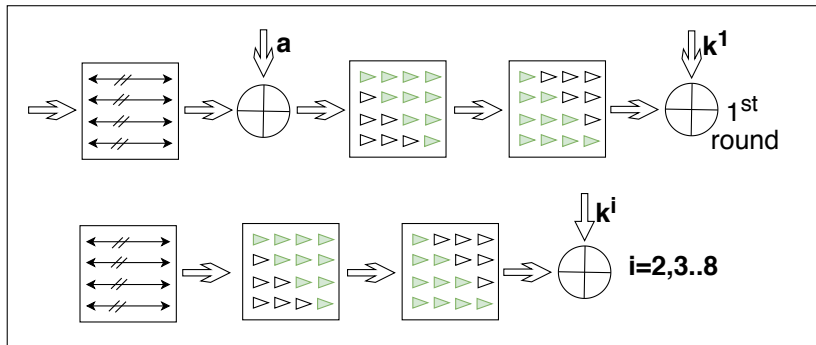 a
k¹
1ˢᵗ
round
kⁱ
i=2,3..8